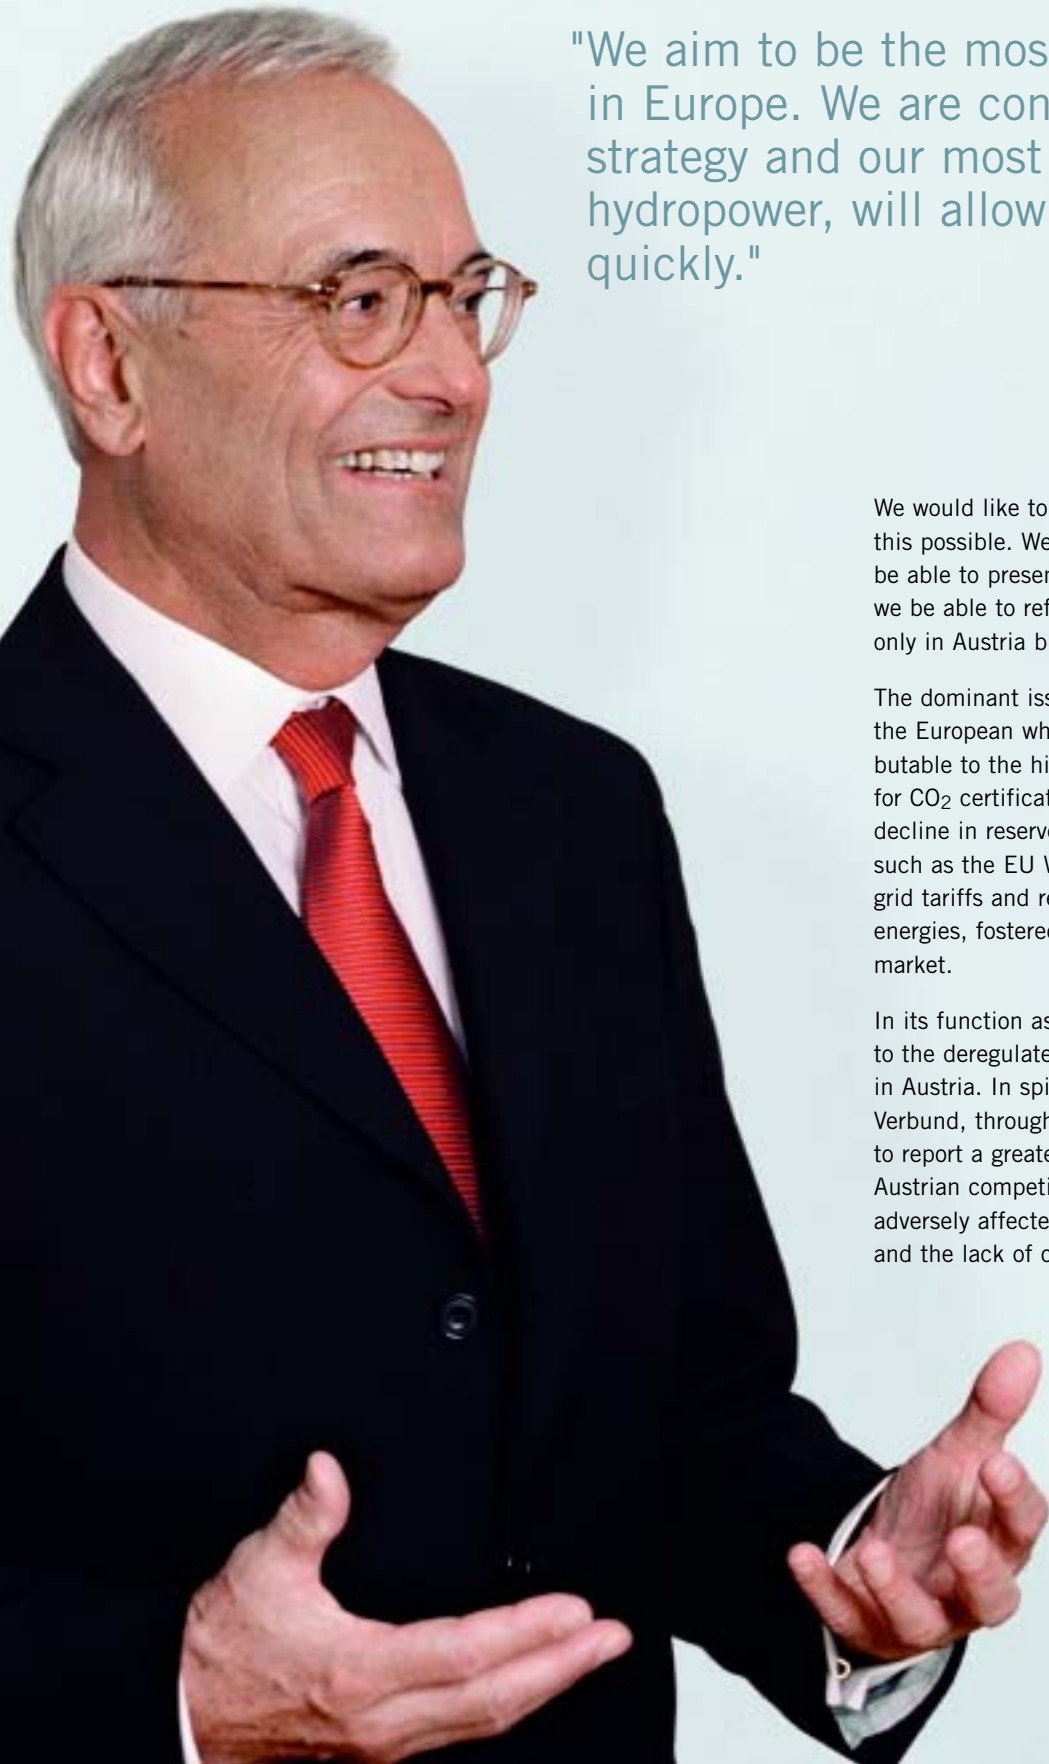 "We aim to be the mos
in Europe. We are con
strategy and our most
hydropower, will allow
quickly."
We would like to
this possible. We
be able to preser
we be able to ref
only in Austria b
The dominant iss
the European wh
butable to the hi
for CO₂ certificat
decline in reserve
such as the EU
grid tariffs and re
energies, fostered
market.
In its function as
to the deregulate
in Austria. In spi
Verbund, through
to report a greate
Austrian competi
adversely affecte
and the lack of